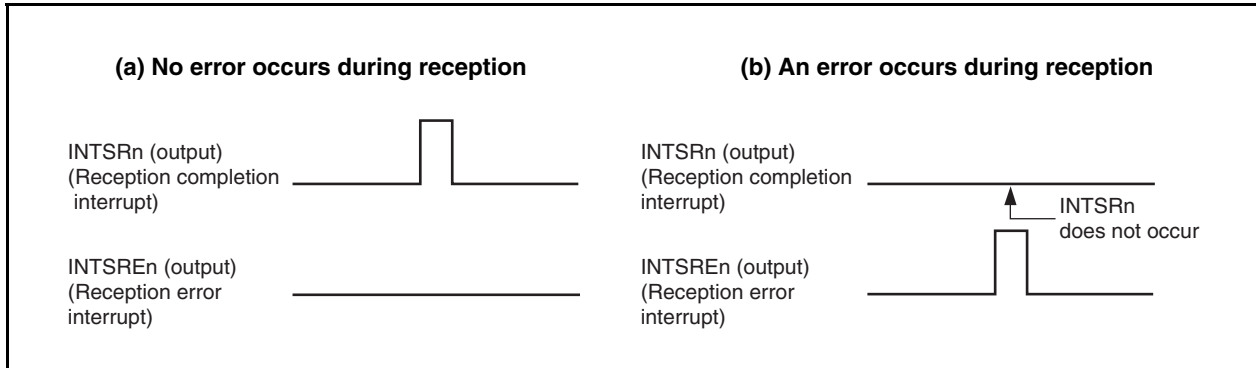 (a) No error occurs during reception
INTSRn (output)
(Reception completion
interrupt)
INTSREn (output)
(Reception error
interrupt)
(b) An error occurs during reception
INTSRn (output)
(Reception completion
interrupt)
INTSRn
does not occur
INTSREn (output)
(Reception error
interrupt)